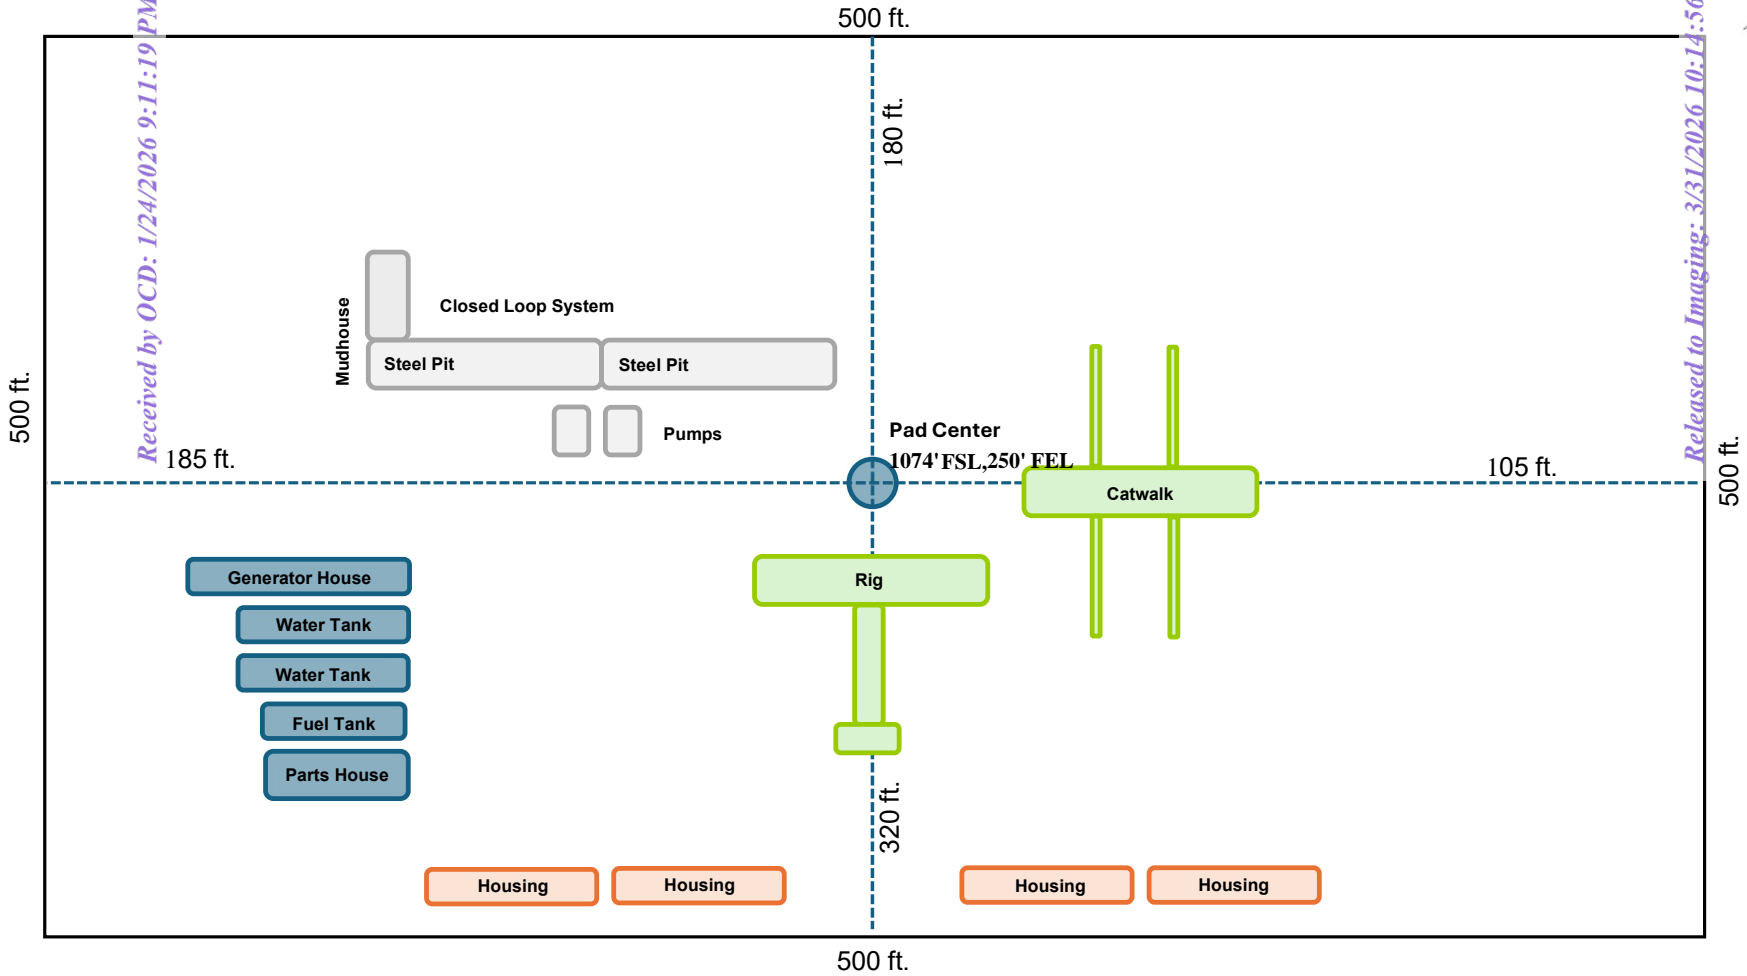 500 ft.
Received by OCD: 1/24/2026 9:11:19 PM
Released to Imaging: 3/31/2026 10:14:56
180 ft.
Mudhouse
Closed Loop System
Steel Pit
Steel Pit
500 ft.
Pumps
Pad Center
1074' FSL,250' FEL
185 ft.
105 ft.
500 ft.
Catwalk
Generator House
Rig
Water Tank
Water Tank
Fuel Tank
Parts House
320 ft.
Housing
Housing
Housing
Housing
500 ft.